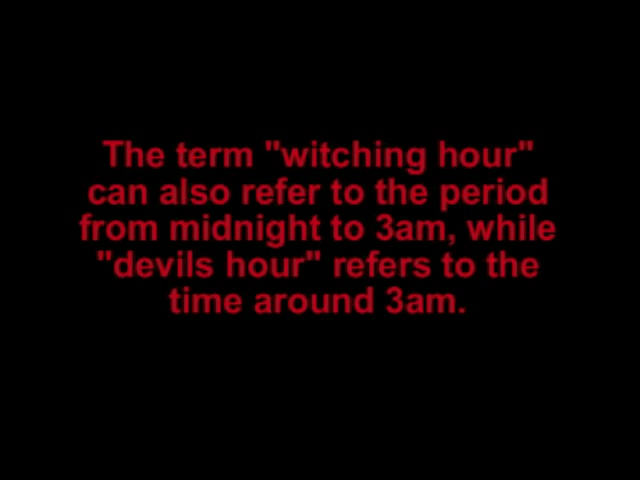 The term "witching hour"
can also refer to the period
from midnight to 3am, while
"devils hour" refers to the
time around 3am.